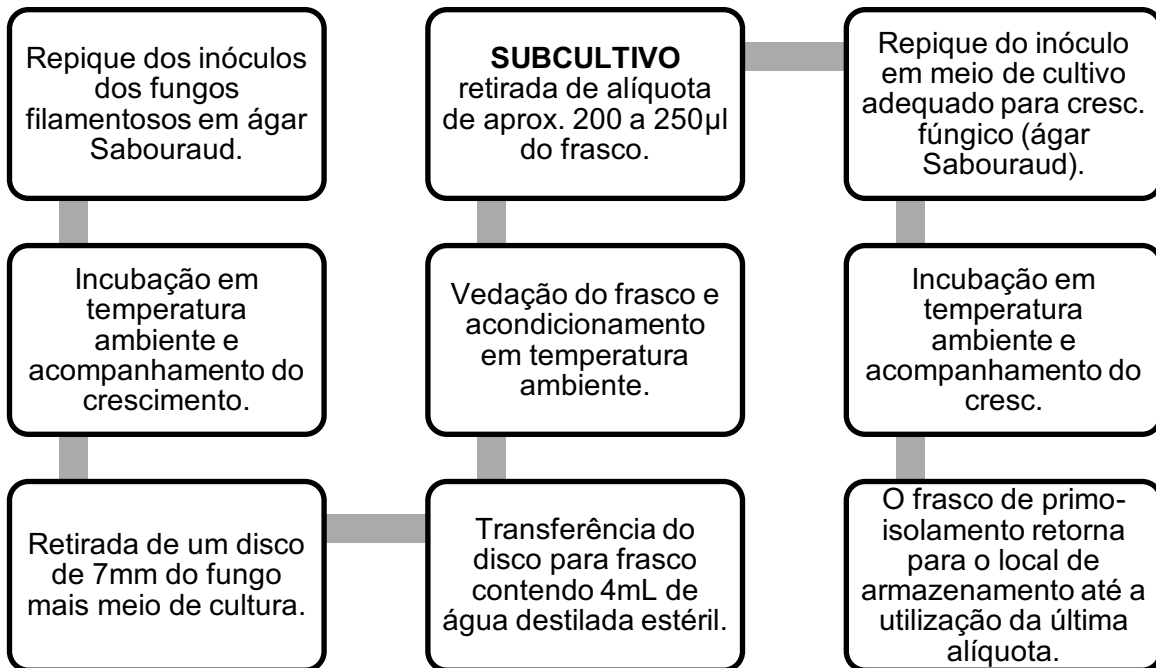 Repique dos inóculos
dos fungos
filamentosos em ágar
Sabouraud.
Incubação em
temperatura
ambiente e
acompanhamento do
crescimento.
Retirada de um disco
de 7mm do fungo
mais meio de cultura.
Transferência do
disco para frasco
contendo 4mL de
água destilada estéril.
Vedação do frasco e
acondicionamento
em temperatura
ambiente.
SUBCULTIVO
retirada de alíquota
de aprox. 200 a 250µl
do frasco.
Repique do inóculo
em meio de cultivo
adequado para cresc.
fúngico (ágar
Sabouraud).
Incubação em
temperatura
ambiente e
acompanhamento do
cresc.
O frasco de primo-
isolamento retorna
para o local de
armazenamento até a
utilização da última
alíquota.